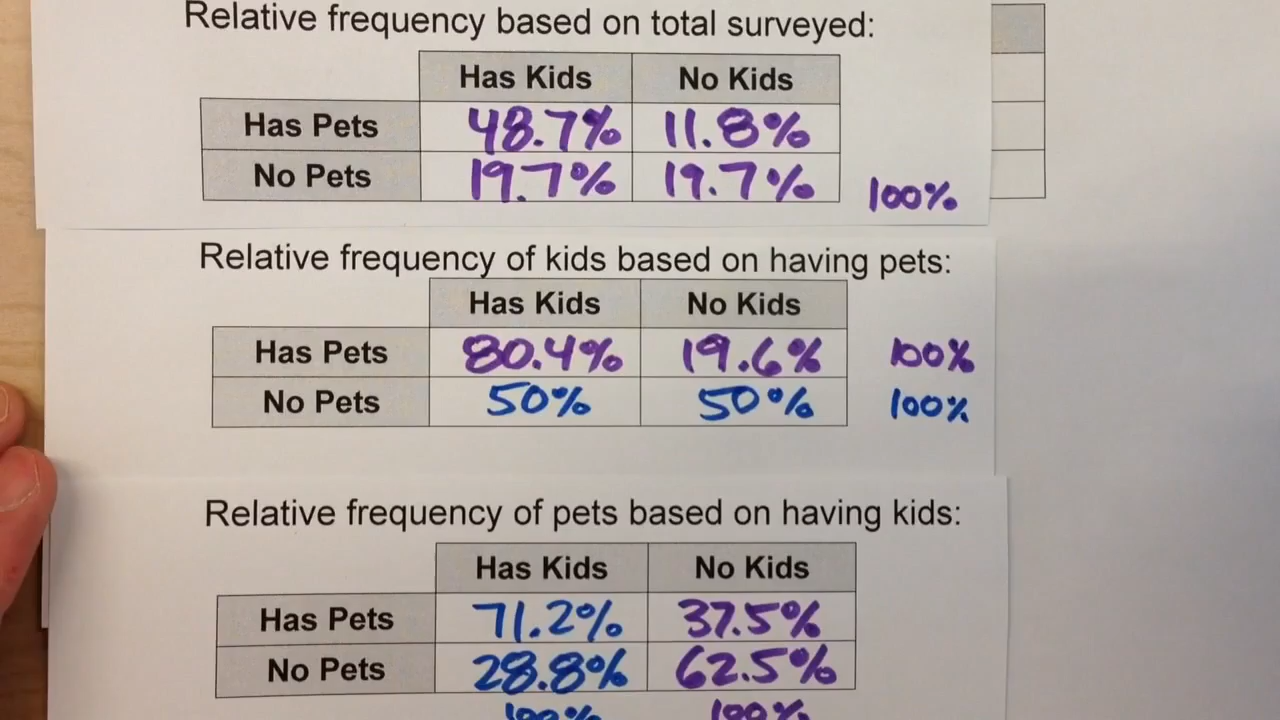 Relative frequency based on total surveyed:
Has Kids No Kids
Has Pets 48.7% 11.8%
No Pets 19.7% 19.7% 100%
Relative frequency of kids based on having pets:
Has Kids No Kids
Has Pets 80.4% 19.6% 100%
No Pets 50% 50% 100%
Relative frequency of pets based on having kids:
Has Kids No Kids
Has Pets 71.2% 37.5%
No Pets 28.8% 62.5%
100% 100%